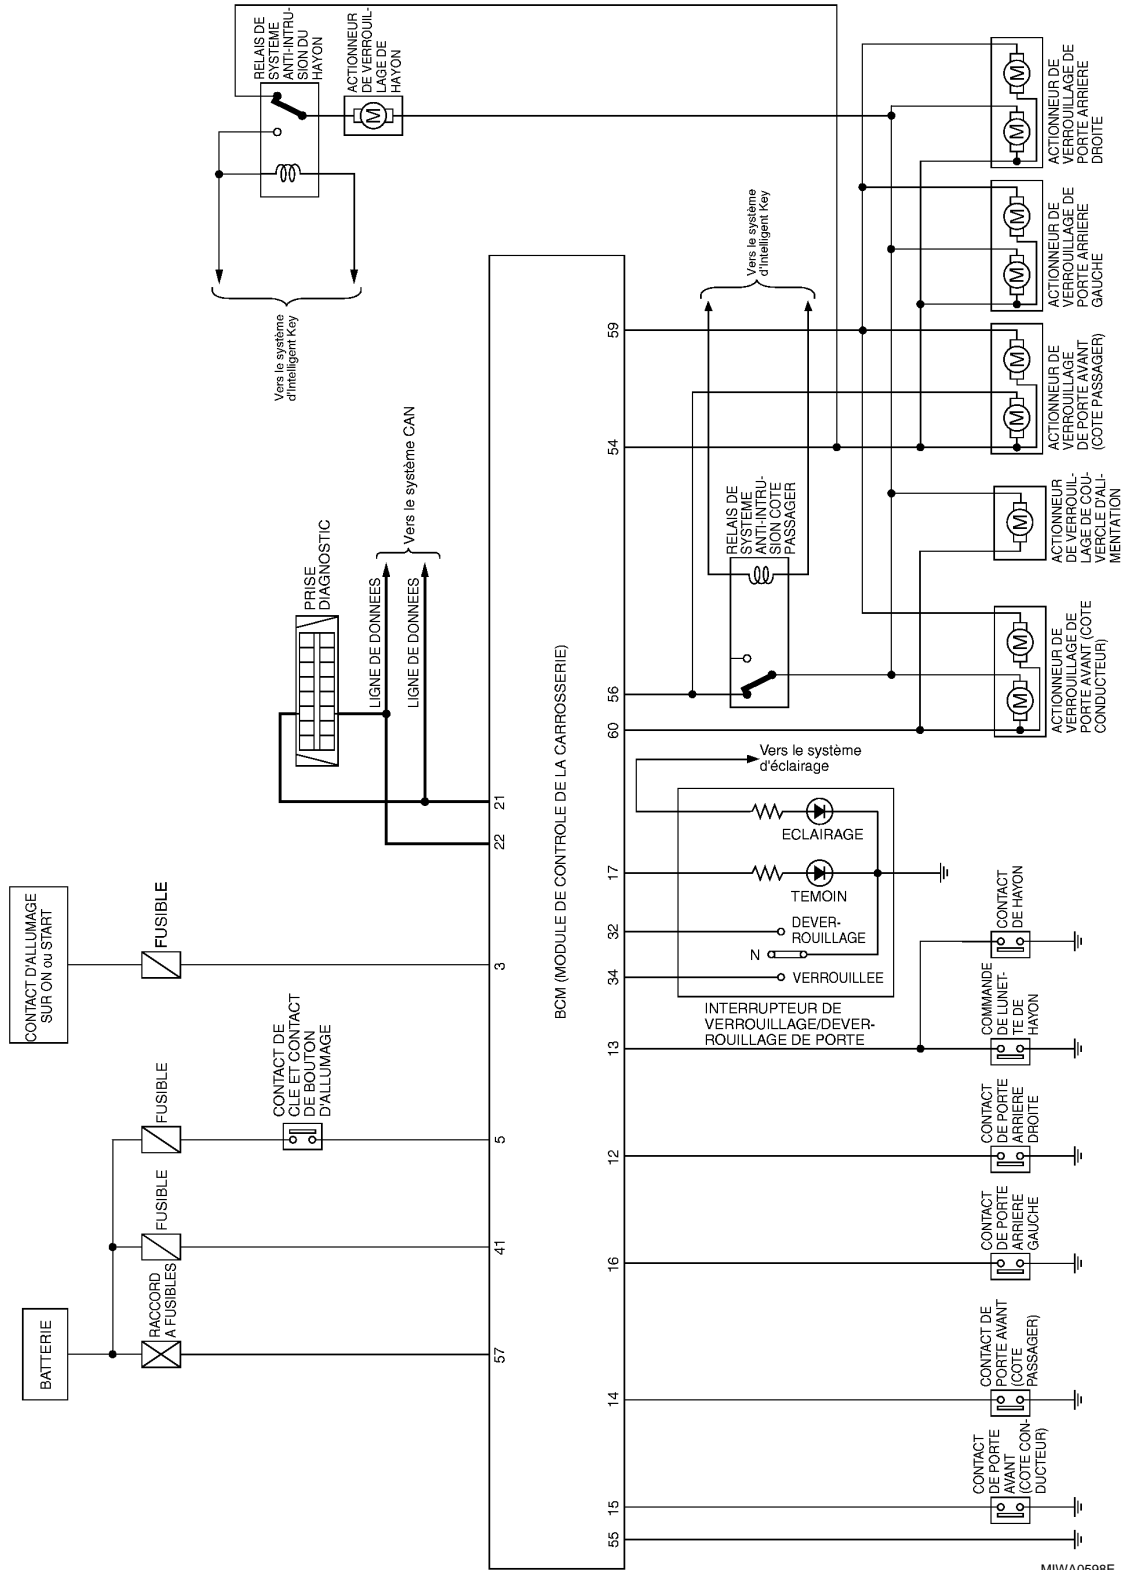 RELAIS DE
SYSTEME
ANTI-INTRU-
SION DU
HAYON
ACTIONNEUR
DE VERROUIL-
LAGE DE
HAYON
M
Vers le système
d'Intelligent Key
Vers le système
d'Intelligent Key
Vers le système CAN
PRISE
DIAGNOSTIC
LIGNE DE DONNEES
LIGNE DE DONNEES
21
22
CONTACT D'ALLUMAGE
SUR ON ou START
FUSIBLE
3
FUSIBLE
CONTACT DE
CLE ET CONTACT
DE BOUTON
D'ALLUMAGE
5
FUSIBLE
41
BATTERIE
RACCORD
A FUSIBLES
57
BCM (MODULE DE CONTROLE DE LA CARROSSERIE)
59
54
56
60
17
32
34
13
12
16
14
15
55
RELAIS DE
SYSTEME
ANTI-INTRU-
SION COTE
PASSAGER
M
M
ACTIONNEUR DE
VERROUILLAGE DE
PORTE ARRIERE
DROITE
M
M
ACTIONNEUR DE
VERROUILLAGE DE
PORTE ARRIERE
GAUCHE
M
M
ACTIONNEUR DE
VERROUILLAGE
DE PORTE AVANT
(COTE PASSAGER)
M
ACTIONNEUR
DE VERROUIL-
LAGE DE COU-
VERCLE D'ALI-
MENTATION
M
M
ACTIONNEUR DE
VERROUILLAGE DE
PORTE AVANT (COTE
CONDUCTEUR)
Vers le système
d'éclairage
ECLAIRAGE
TEMOIN
DEVER-
ROUILLAGE
N
VERROUILLEE
INTERRUPTEUR DE
VERROUILLAGE/DEVER-
ROUILLAGE DE PORTE
CONTACT
DE HAYON
COMMANDE
DE LUNET-
TE DE
HAYON
CONTACT
DE PORTE
ARRIERE
DROITE
CONTACT
DE PORTE
ARRIERE
GAUCHE
CONTACT DE
PORTE AVANT
(COTE
PASSAGER)
CONTACT
DE PORTE
AVANT
(COTE CON-
DUCTEUR)
MIWA0598E